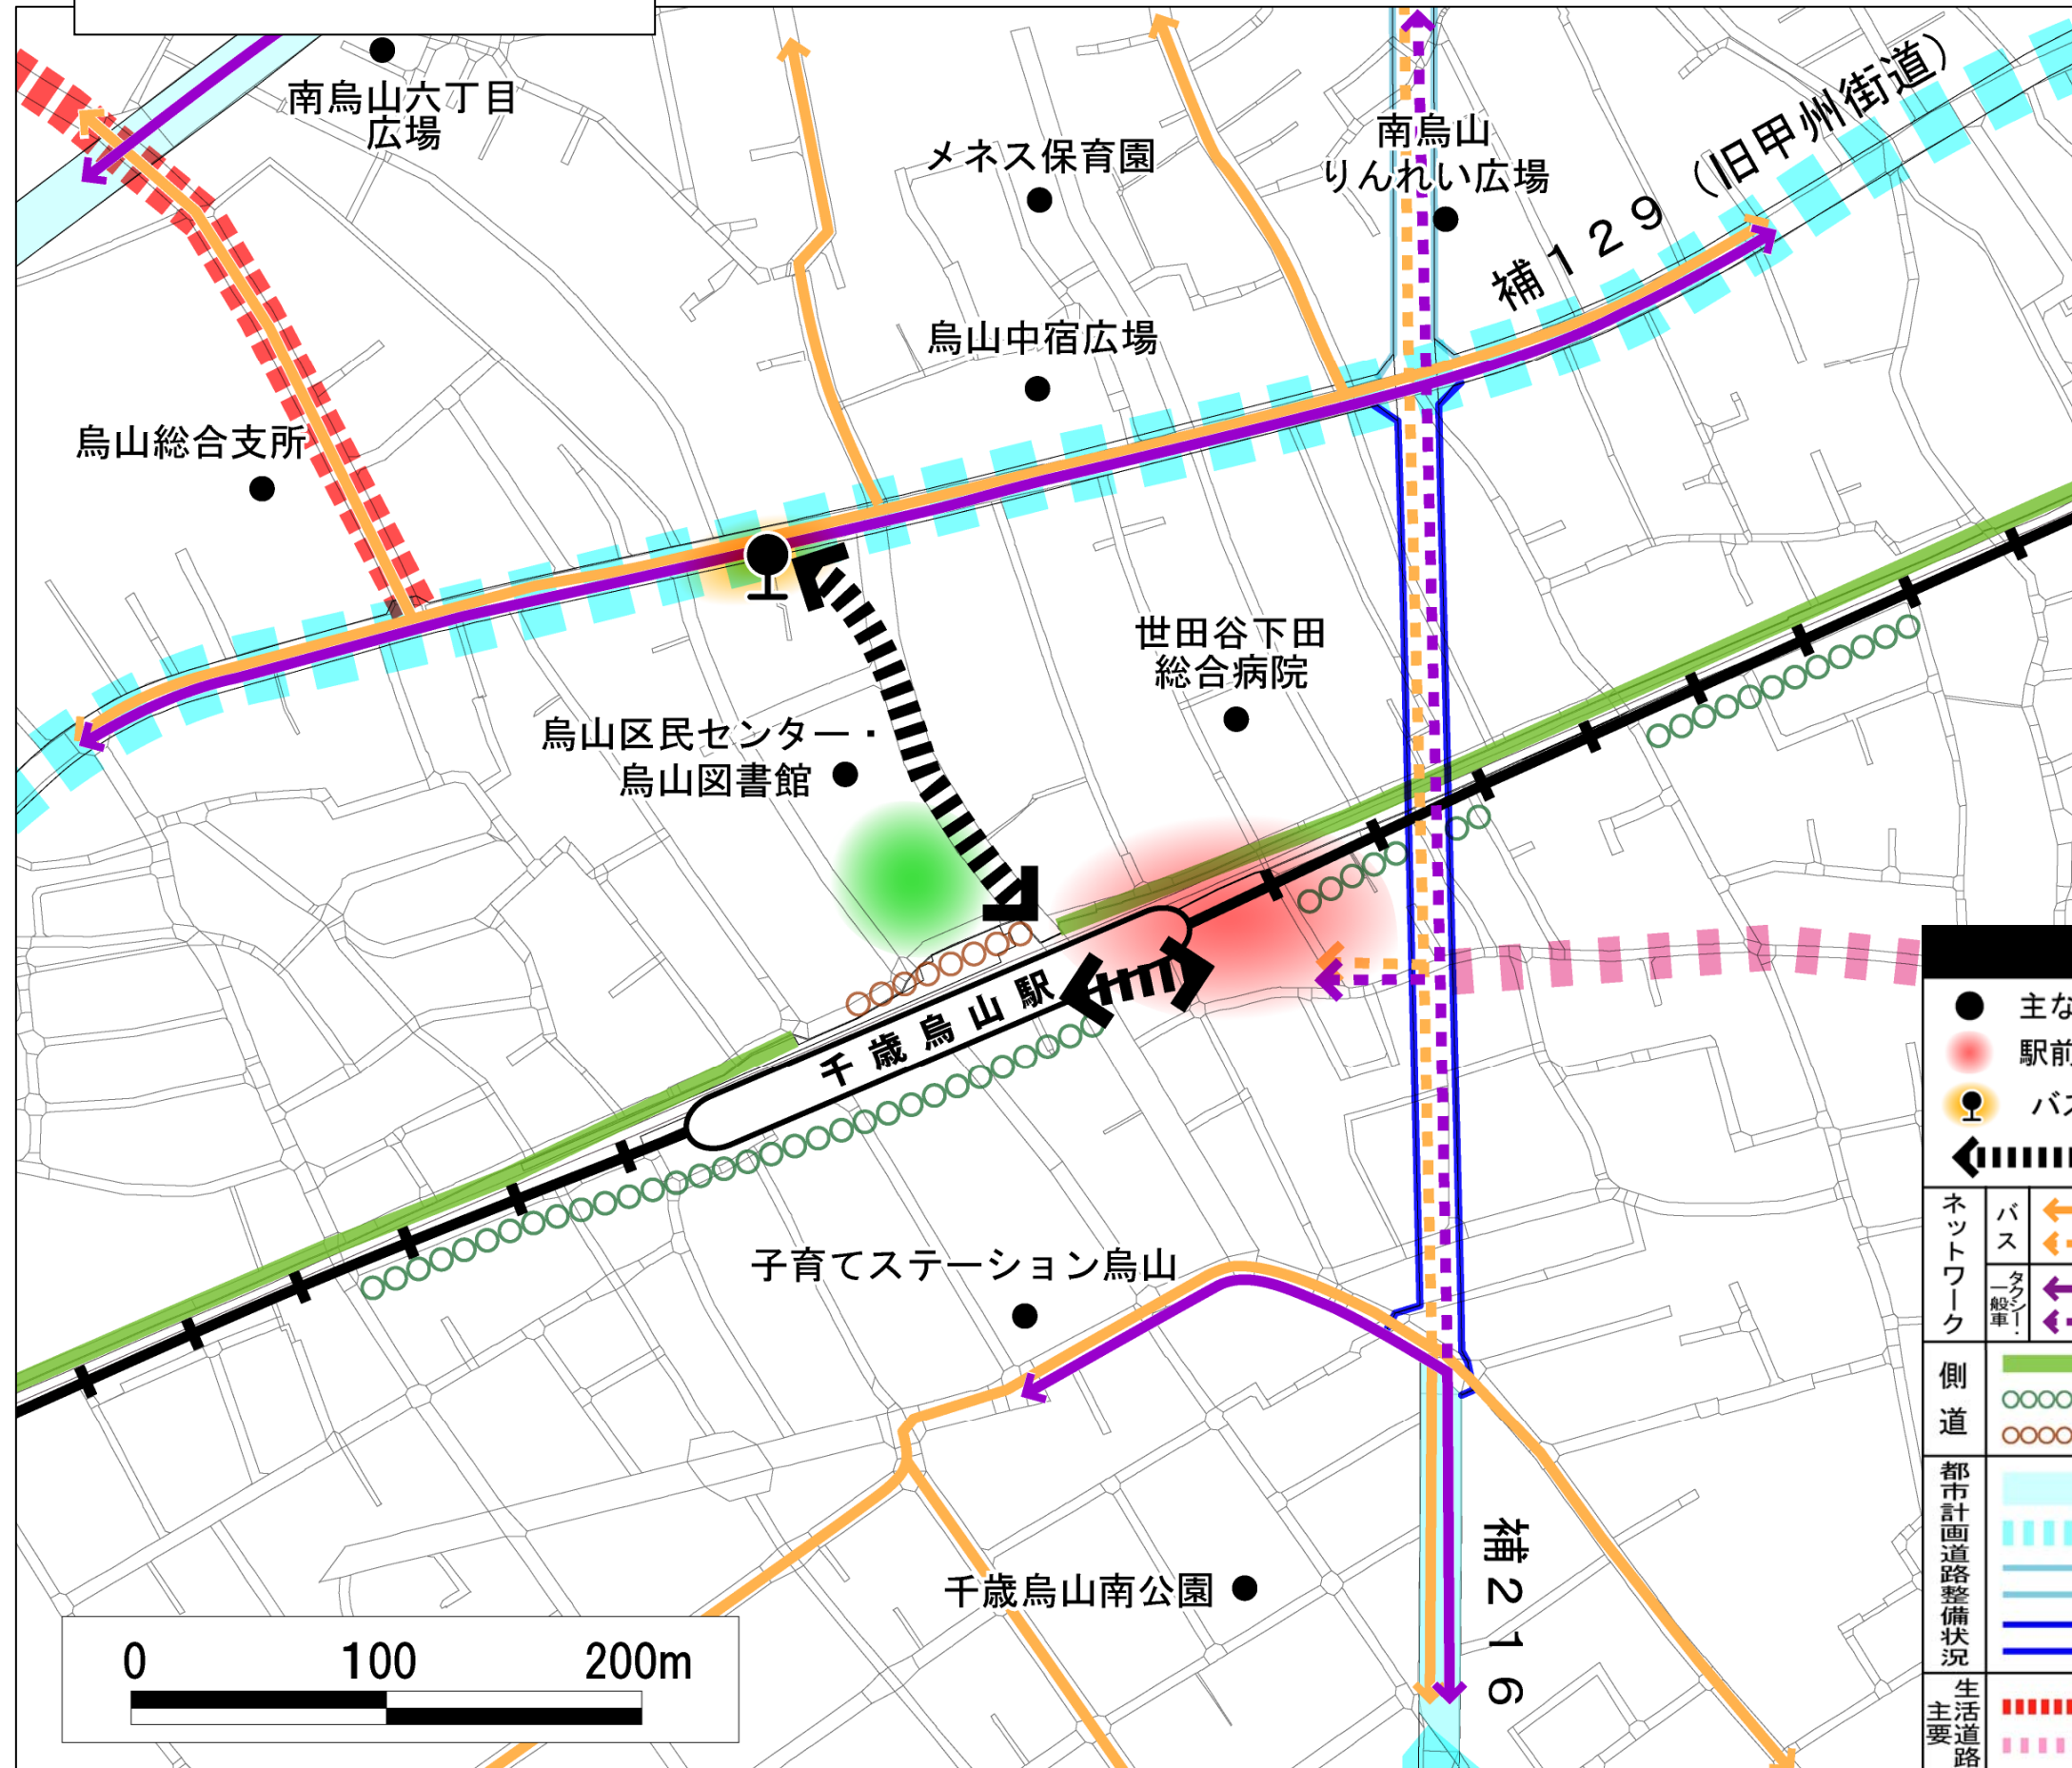 南烏山六丁目
広場
メネス保育園
南烏山
りんれい広場
補１２９（旧甲州街道）
烏山中宿広場
烏山総合支所
世田谷下田
総合病院
烏山区民センター・
烏山図書館
千歳烏山駅
子育てステーション烏山
千歳烏山南公園
補２１６
0 100 200m
主な
駅前
バス
ネットワーク
バス
タクシー・
一般車
側道
都市計画道路整備状況
主要
生活道路